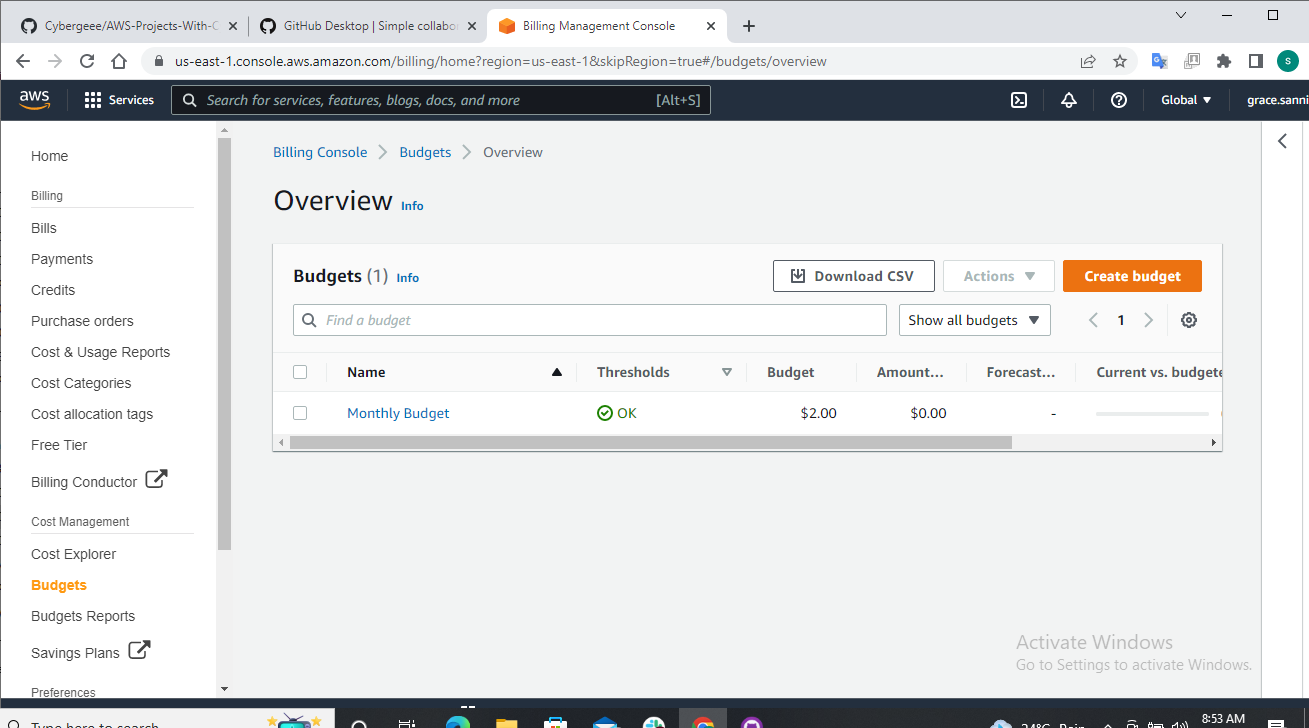 Cybergeee/AWS-Projects-With-C
GitHub Desktop | Simple collabor
Billing Management Console
us-east-1.console.aws.amazon.com/billing/home?region=us-east-1&skipRegion=true#/budgets/overview
S
aws
Services
Search for services, features, blogs, docs, and more
[Alt+S]
Global
grace.sanni
Home
Billing
Bills
Payments
Credits
Purchase orders
Cost & Usage Reports
Cost Categories
Cost allocation tags
Free Tier
Billing Conductor
Cost Management
Cost Explorer
Budgets
Budgets Reports
Savings Plans
Preferences
Billing Console
Budgets
Overview
Overview Info
Budgets (1) Info
Download CSV
Actions
Create budget
Find a budget
Show all budgets
1
Name
Thresholds
Budget
Amount...
Forecast...
Current vs. budgete
Monthly Budget
OK
$2.00
$0.00
-
Activate Windows
Go to Settings to activate Windows.
Type here to search
24°C Rain
8:53 AM